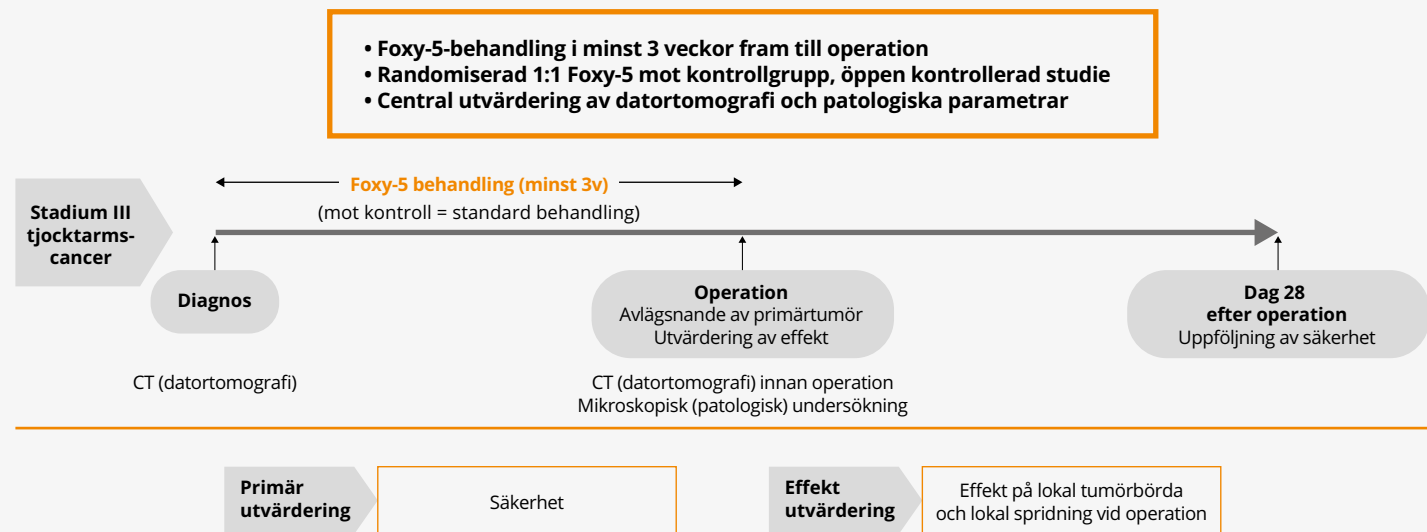 • Foxy-5-behandling i minst 3 veckor fram till operation
• Randomiserad 1:1 Foxy-5 mot kontrollgrupp, öppen kontrollerad studie
• Central utvärdering av datortomografi och patologiska parametrar
Foxy-5 behandling (minst 3v)
(mot kontroll = standard behandling)
Stadium III
tjocktarms-
cancer
Diagnos
CT (datortomografi)
Operation
Avlägsnande av primärtumör
Utvärdering av effekt
CT (datortomografi) innan operation
Mikroskopisk (patologisk) undersökning
Dag 28
efter operation
Uppföljning av säkerhet
Primär
utvärdering
Säkerhet
Effekt
utvärdering
Effekt på lokal tumörbörda
och lokal spridning vid operation